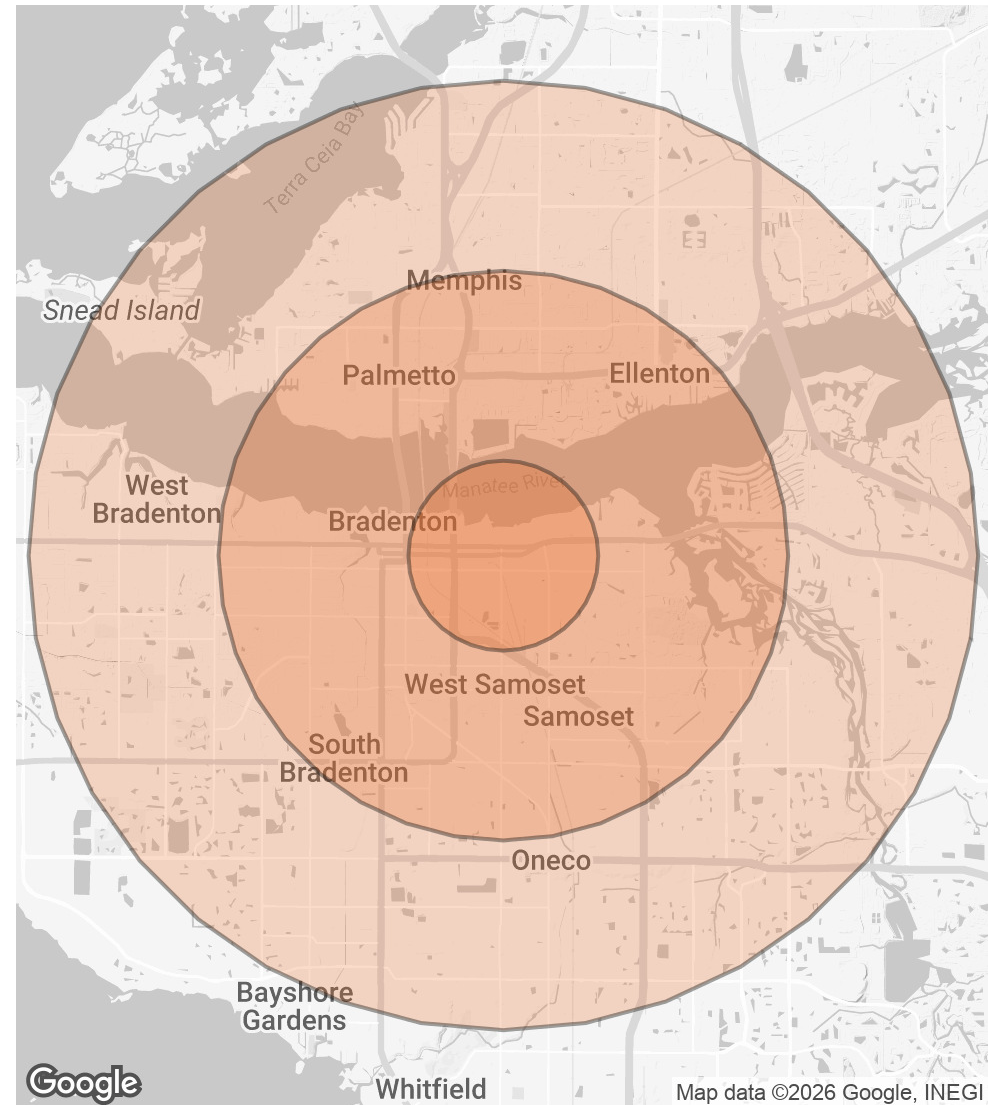 Terra Ceia Bay
Memphis
Snead Island
Palmetto
Ellenton
West
Bradenton
Manatee River
Bradenton
West Samoset
Samoset
South
Bradenton
Oneco
Bayshore
Gardens
Whitfield
Google
Map data ©2026 Google, INEGI